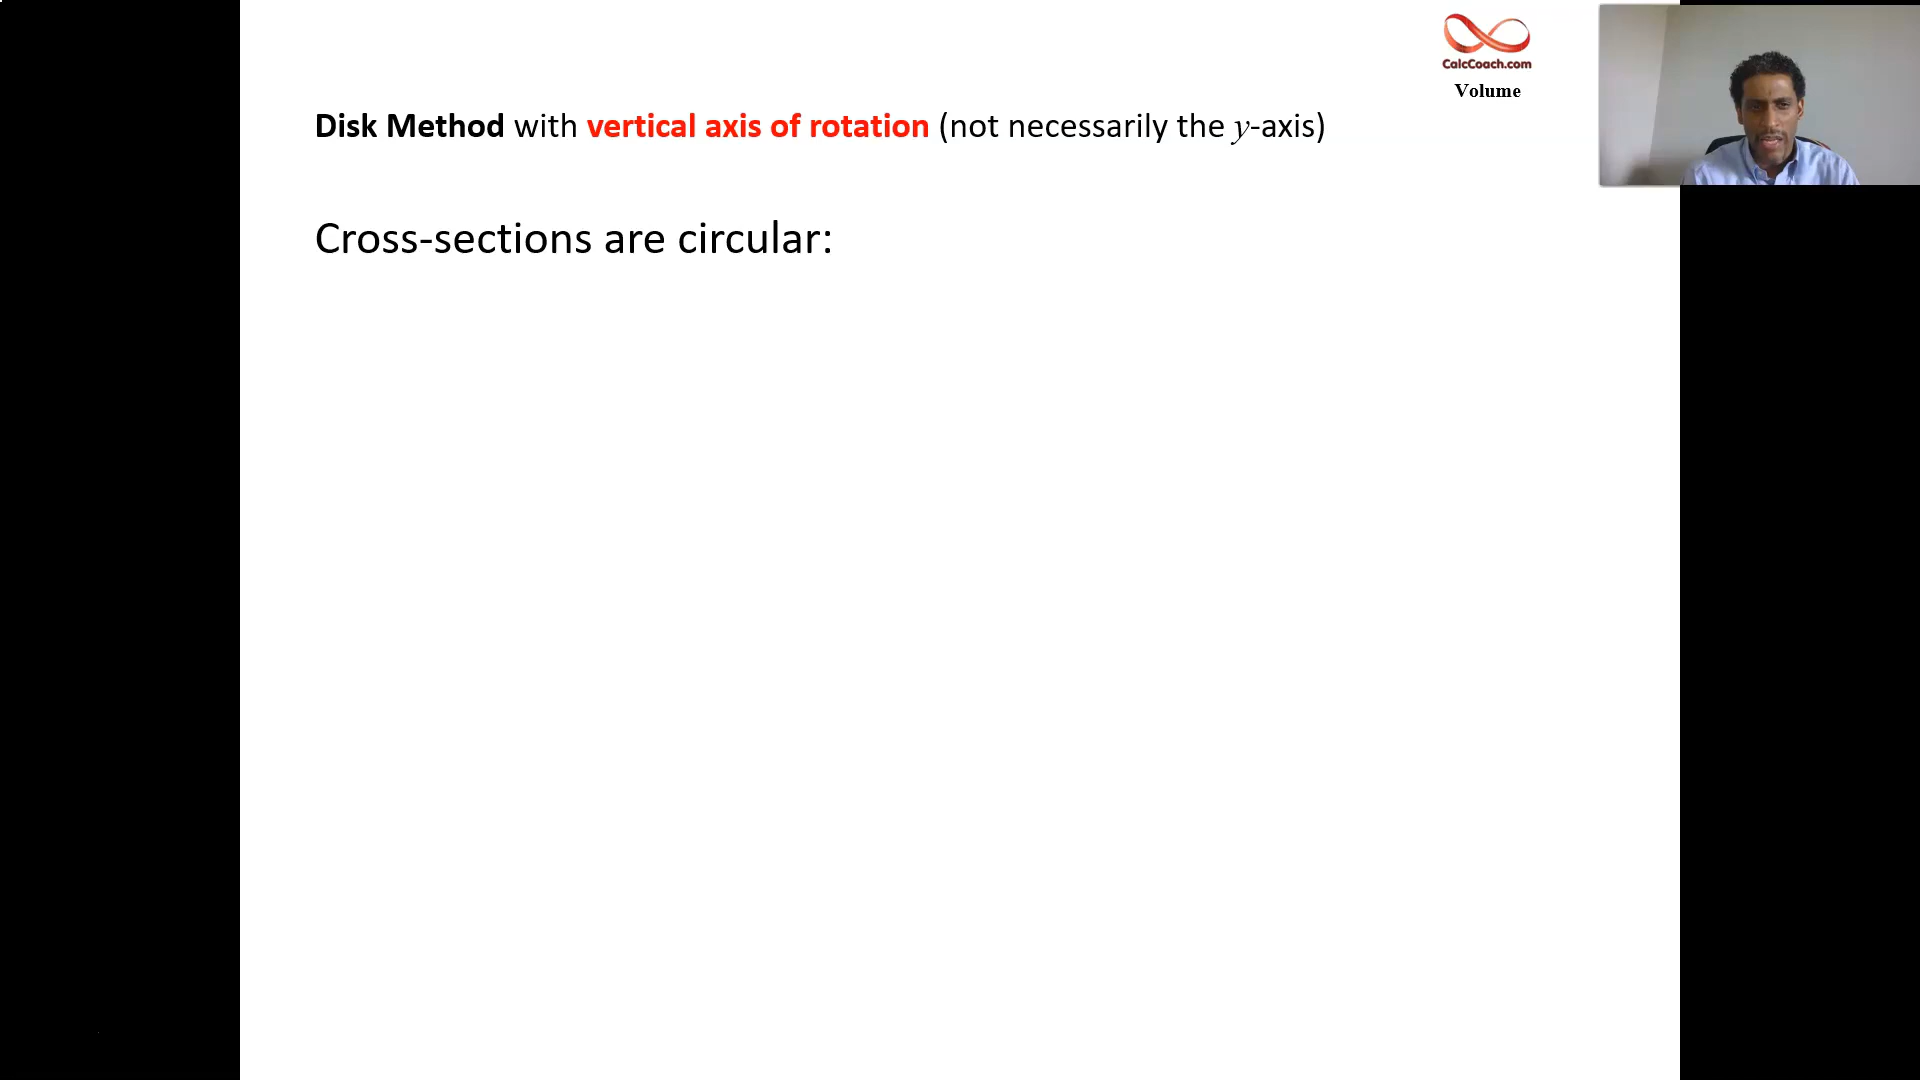 CalcCoach.com
Volume
Disk Method with vertical axis of rotation (not necessarily the y-axis)
Cross-sections are circular: